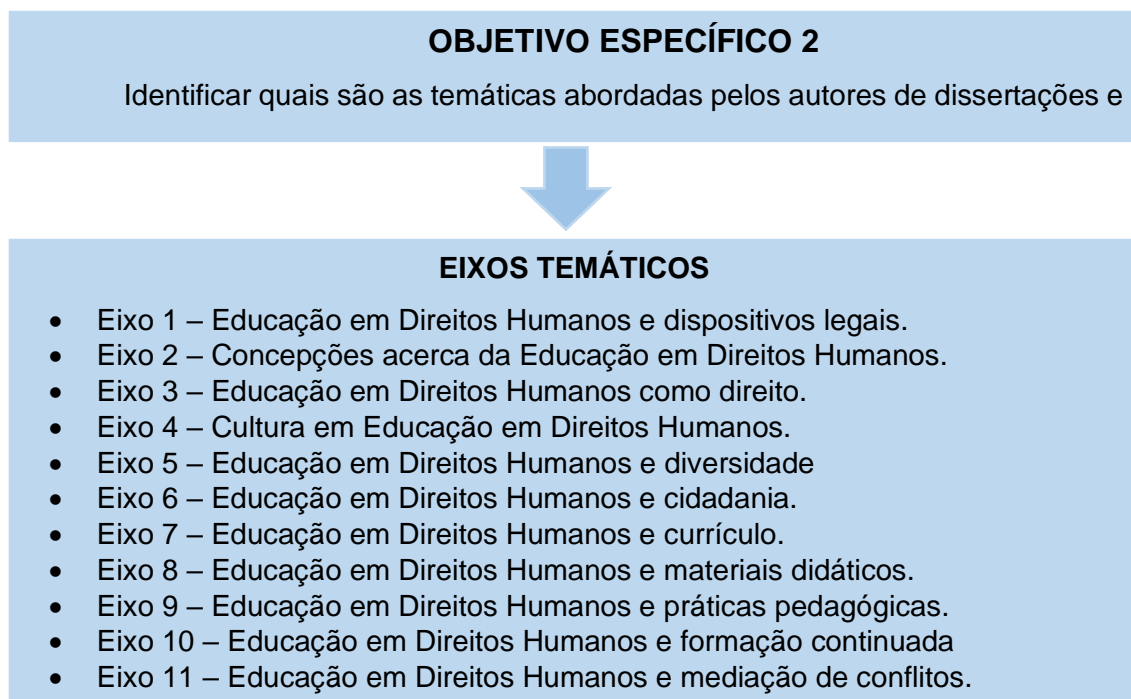 OBJETIVO ESPECÍFICO 2
Identificar quais são as temáticas abordadas pelos autores de dissertações e
EIXOS TEMÁTICOS
• Eixo 1 – Educação em Direitos Humanos e dispositivos legais.
• Eixo 2 – Concepções acerca da Educação em Direitos Humanos.
• Eixo 3 – Educação em Direitos Humanos como direito.
• Eixo 4 – Cultura em Educação em Direitos Humanos.
• Eixo 5 – Educação em Direitos Humanos e diversidade
• Eixo 6 – Educação em Direitos Humanos e cidadania.
• Eixo 7 – Educação em Direitos Humanos e currículo.
• Eixo 8 – Educação em Direitos Humanos e materiais didáticos.
• Eixo 9 – Educação em Direitos Humanos e práticas pedagógicas.
• Eixo 10 – Educação em Direitos Humanos e formação continuada
• Eixo 11 – Educação em Direitos Humanos e mediação de conflitos.